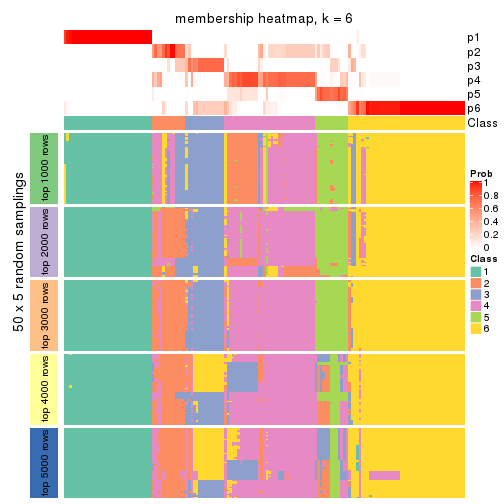 membership heatmap, k = 6
p1
p2
p3
p4
p5
p6
Class
50 x 5 random samplings
top 1000 rows
top 2000 rows
top 3000 rows
top 4000 rows
top 5000 rows
Prob
1
0.8
0.6
0.4
0.2
0
Class
1
2
3
4
5
6